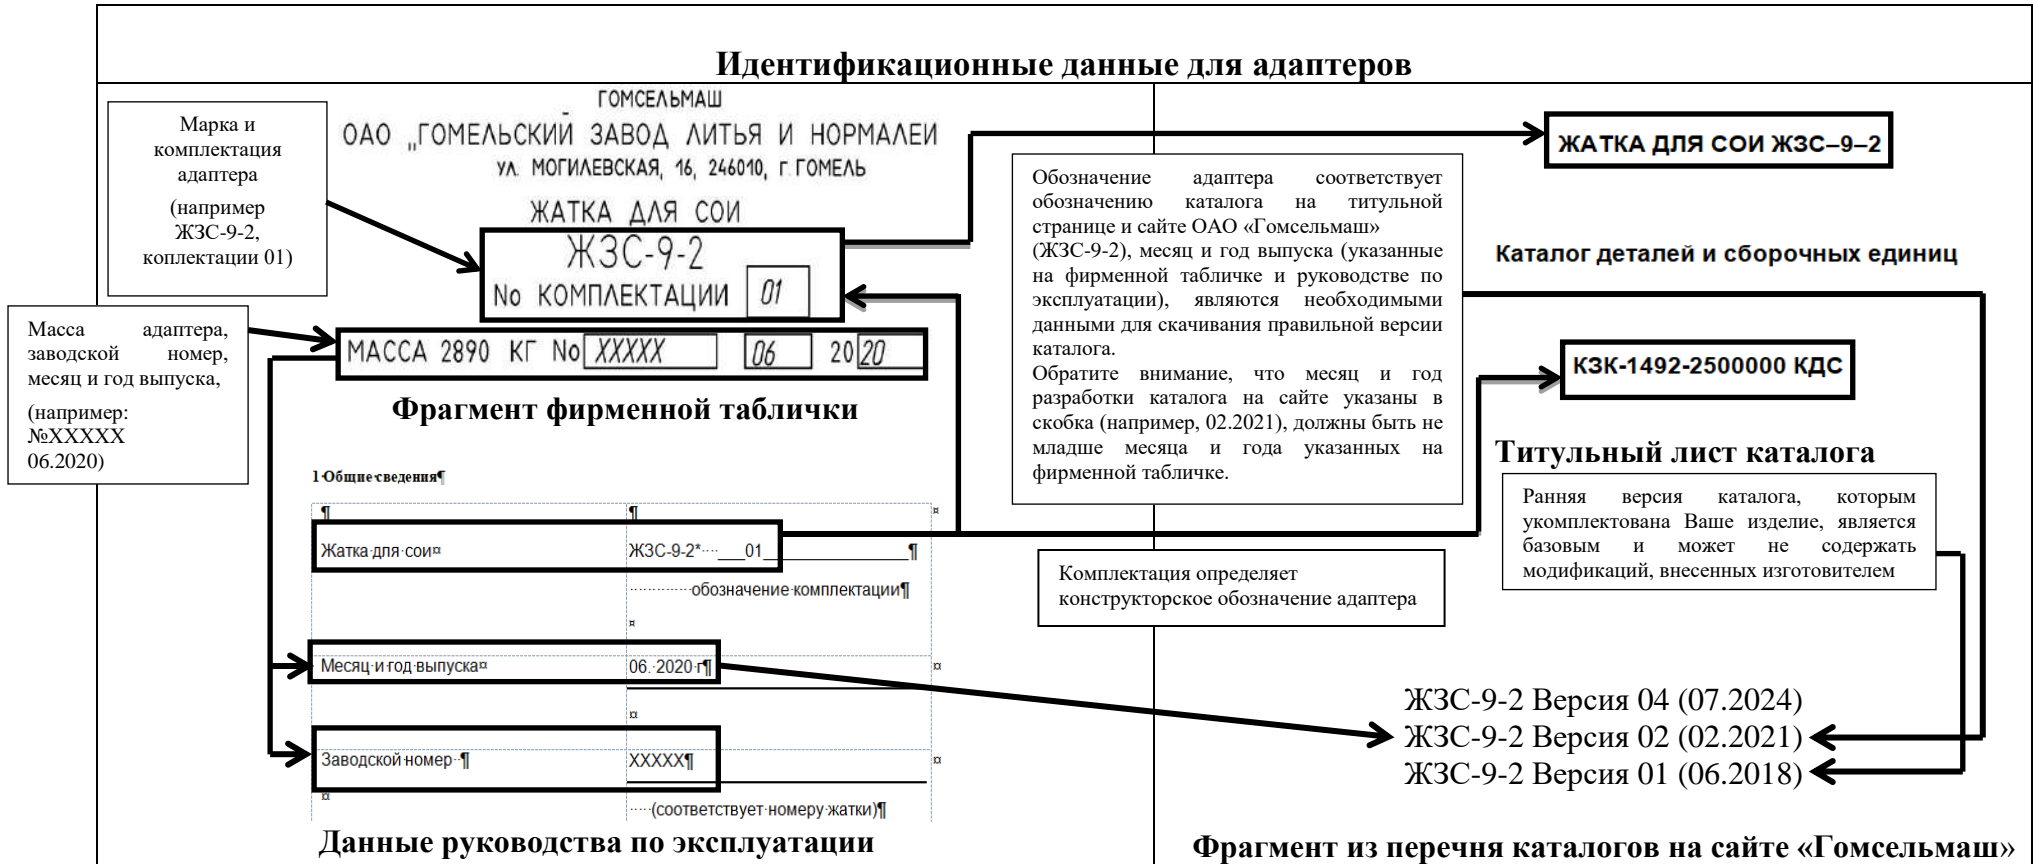 Идентификационные данные для адаптеров
Марка и
комплектация
адаптера
(например
ЖЗС-9-2,
коплектации 01)
Масса адаптера,
заводской номер,
месяц и год выпуска,
(например:
№XXXXX
06.2020)
ГОМСЕЛЬМАШ
ОАО „ГОМЕЛЬСКИЙ ЗАВОД ЛИТЬЯ И НОРМАЛЕИ
УЛ. МОГИЛЕВСКАЯ, 16, 246010, Г. ГОМЕЛЬ
ЖАТКА ДЛЯ СОИ
ЖЗС-9-2
No КОМПЛЕКТАЦИИ 01
МАССА 2890 КГ No XXXXX 06 20 20
Фрагмент фирменной таблички
1·Общие·сведения¶
¶ ¶ ¤
Жатка·для·сои¤ ЖЗС-9-2*····___01________________¶
··············обозначение·комплектации¶
¤
Месяц·и·год·выпуска¤ 06.·2020·г¶ ¤
¤
Заводской·номер··¶ XXXXX¶ ¤
¤ ·····(соответствует·номеру·жатки)¶
Данные руководства по эксплуатации
Обозначение адаптера соответствует
обозначению каталога на титульной
странице и сайте ОАО «Гомсельмаш»
(ЖЗС-9-2), месяц и год выпуска (указанные
на фирменной табличке и руководстве по
эксплуатации), являются необходимыми
данными для скачивания правильной версии
каталога.
Обратите внимание, что месяц и год
разработки каталога на сайте указаны в
скобка (например, 02.2021), должны быть не
младше месяца и года указанных на
фирменной табличке.
Комплектация определяет
конструкторское обозначение адаптера
ЖАТКА ДЛЯ СОИ ЖЗС–9–2
Каталог деталей и сборочных единиц
КЗК-1492-2500000 КДС
Титульный лист каталога
Ранняя версия каталога, которым
укомплектована Ваше изделие, является
базовым и может не содержать
модификаций, внесенных изготовителем
ЖЗС-9-2 Версия 04 (07.2024)
ЖЗС-9-2 Версия 02 (02.2021)
ЖЗС-9-2 Версия 01 (06.2018)
Фрагмент из перечня каталогов на сайте «Гомсельмаш»